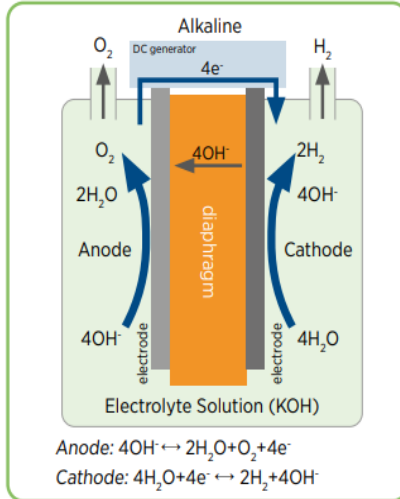 Alkaline
O₂
H₂
DC generator
4e⁻
O₂
4OH⁻
2H₂
2H₂O
4OH⁻
diaphragm
Anode
Cathode
4OH⁻
electrode
electrode
4H₂O
Electrolyte Solution (KOH)
Anode: 4OH⁻↔ 2H₂O+O₂+4e⁻
Cathode: 4H₂O+4e⁻ ↔ 2H₂+4OH⁻